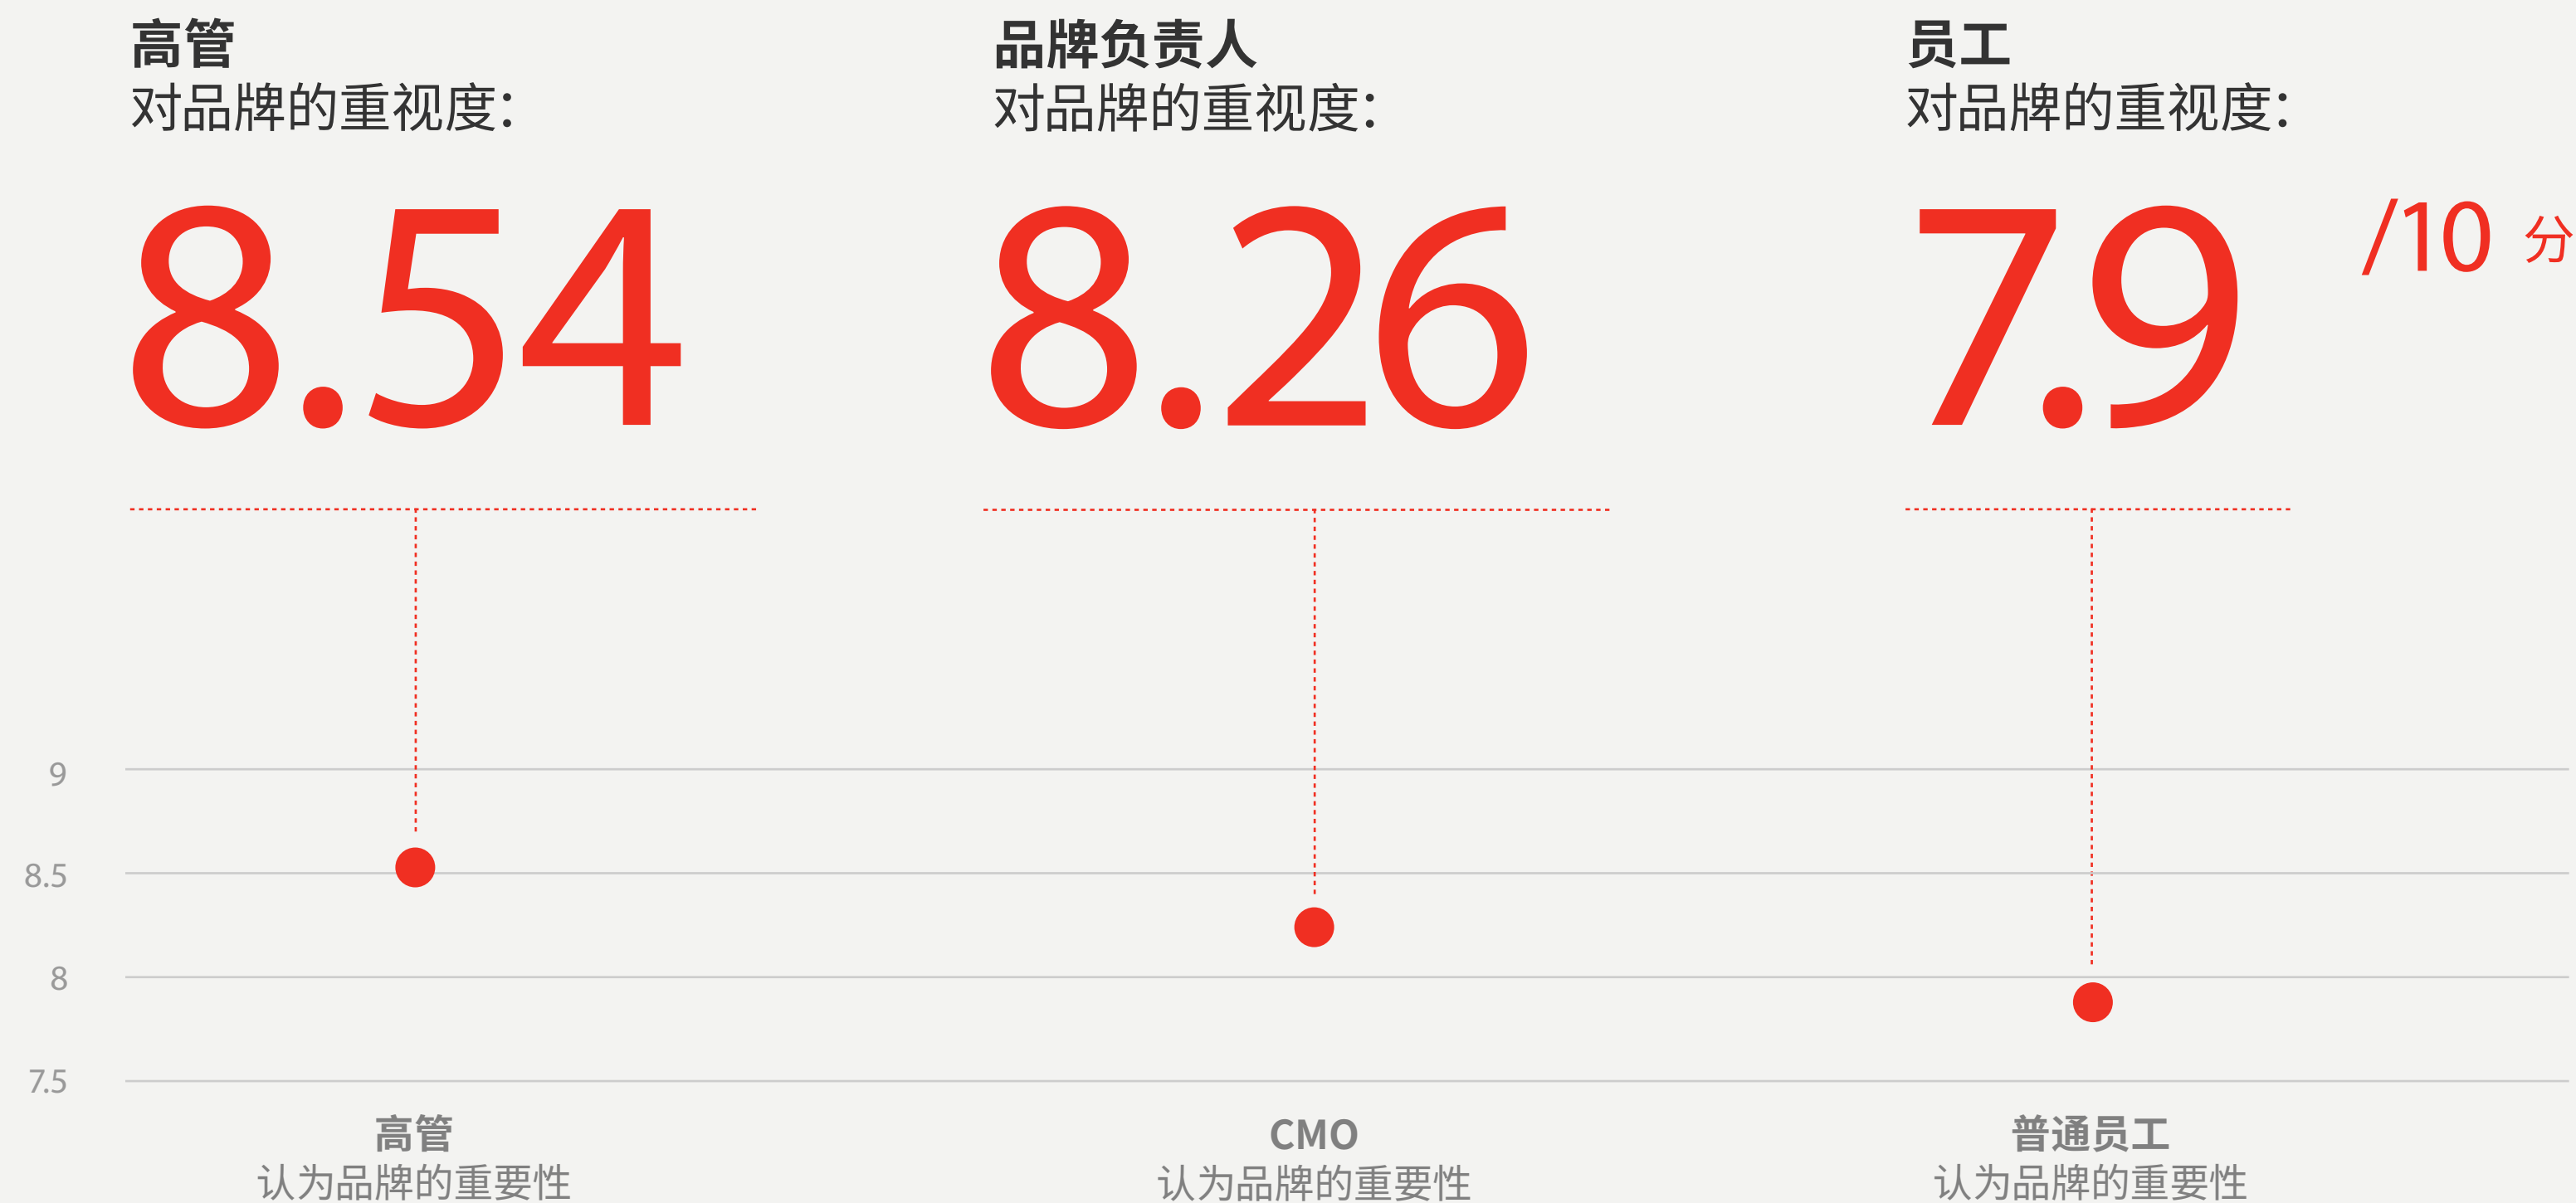 高管
对品牌的重视度:
8.54
品牌负责人
对品牌的重视度:
8.26
员工
对品牌的重视度:
7.9 /10 分
9
8.5
8
7.5
高管
认为品牌的重要性
CMO
认为品牌的重要性
普通员工
认为品牌的重要性